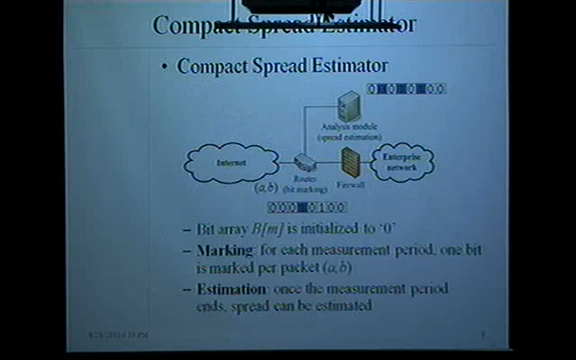 Compact Spread Estimator
• Compact Spread Estimator
Analysis module
(spread estimation)
Internet
Enterprise
network
Router
(bit marking)
Firewall
(a,b)
– Bit array B[m] is initialized to ‘0’
– Marking: for each measurement period, one bit
is marked per packet (a,b)
– Estimation: once the measurement period
ends, spread can be estimated